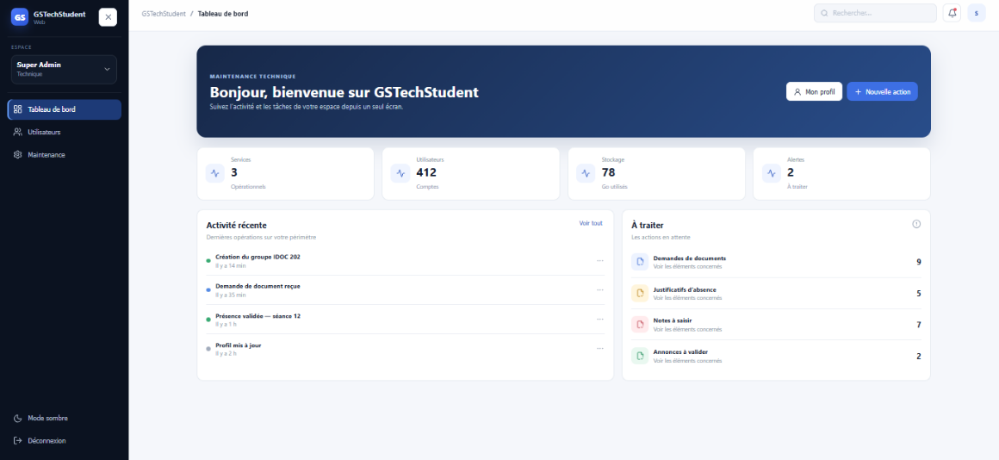 GS
GSTechStudent
Web
ESPACE
Super Admin
Technique
Tableau de bord
Utilisateurs
Maintenance
Mode sombre
Déconnexion
GSTechStudent / Tableau de bord
Recherches...
S
MAINTENANCE TECHNIQUE
Bonjour, bienvenue sur GSTechStudent
Suivez l'activité et les tâches de votre espace depuis un seul écran.
Mon profil
Nouvelle action
Services
3
Opérationnels
Utilisateurs
412
Comptes
Stockage
78
Go utilisés
Alertes
2
À traiter
Activité récente
Voir tout
Dernières opérations sur votre périmètre
Création du groupe IDOC 202
Il y a 14 min
Demande de document reçue
Il y a 35 min
Présence validée — séance 12
Il y a 1 h
Profil mis à jour
Il y a 2 h
À traiter
Les actions en attente
Demandes de documents
Voir les éléments concernés
9
Justificatifs d'absence
Voir les éléments concernés
5
Notes à saisir
Voir les éléments concernés
7
Annonces à valider
Voir les éléments concernés
2